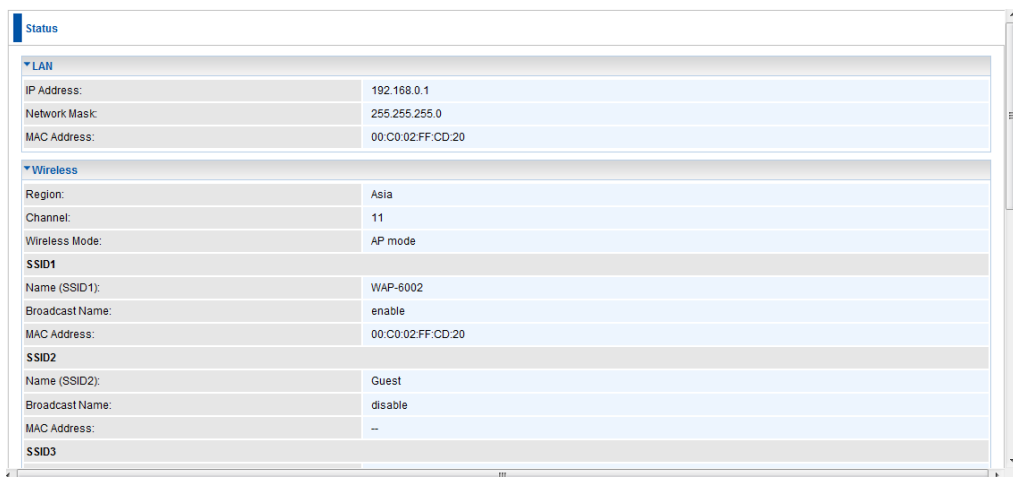 Status
LAN
IP Address: 192.168.0.1
Network Mask: 255.255.255.0
MAC Address: 00:C0:02:FF:CD:20
Wireless
Region: Asia
Channel: 11
Wireless Mode: AP mode
SSID1
Name (SSID1): WAP-6002
Broadcast Name: enable
MAC Address: 00:C0:02:FF:CD:20
SSID2
Name (SSID2): Guest
Broadcast Name: disable
MAC Address: --
SSID3